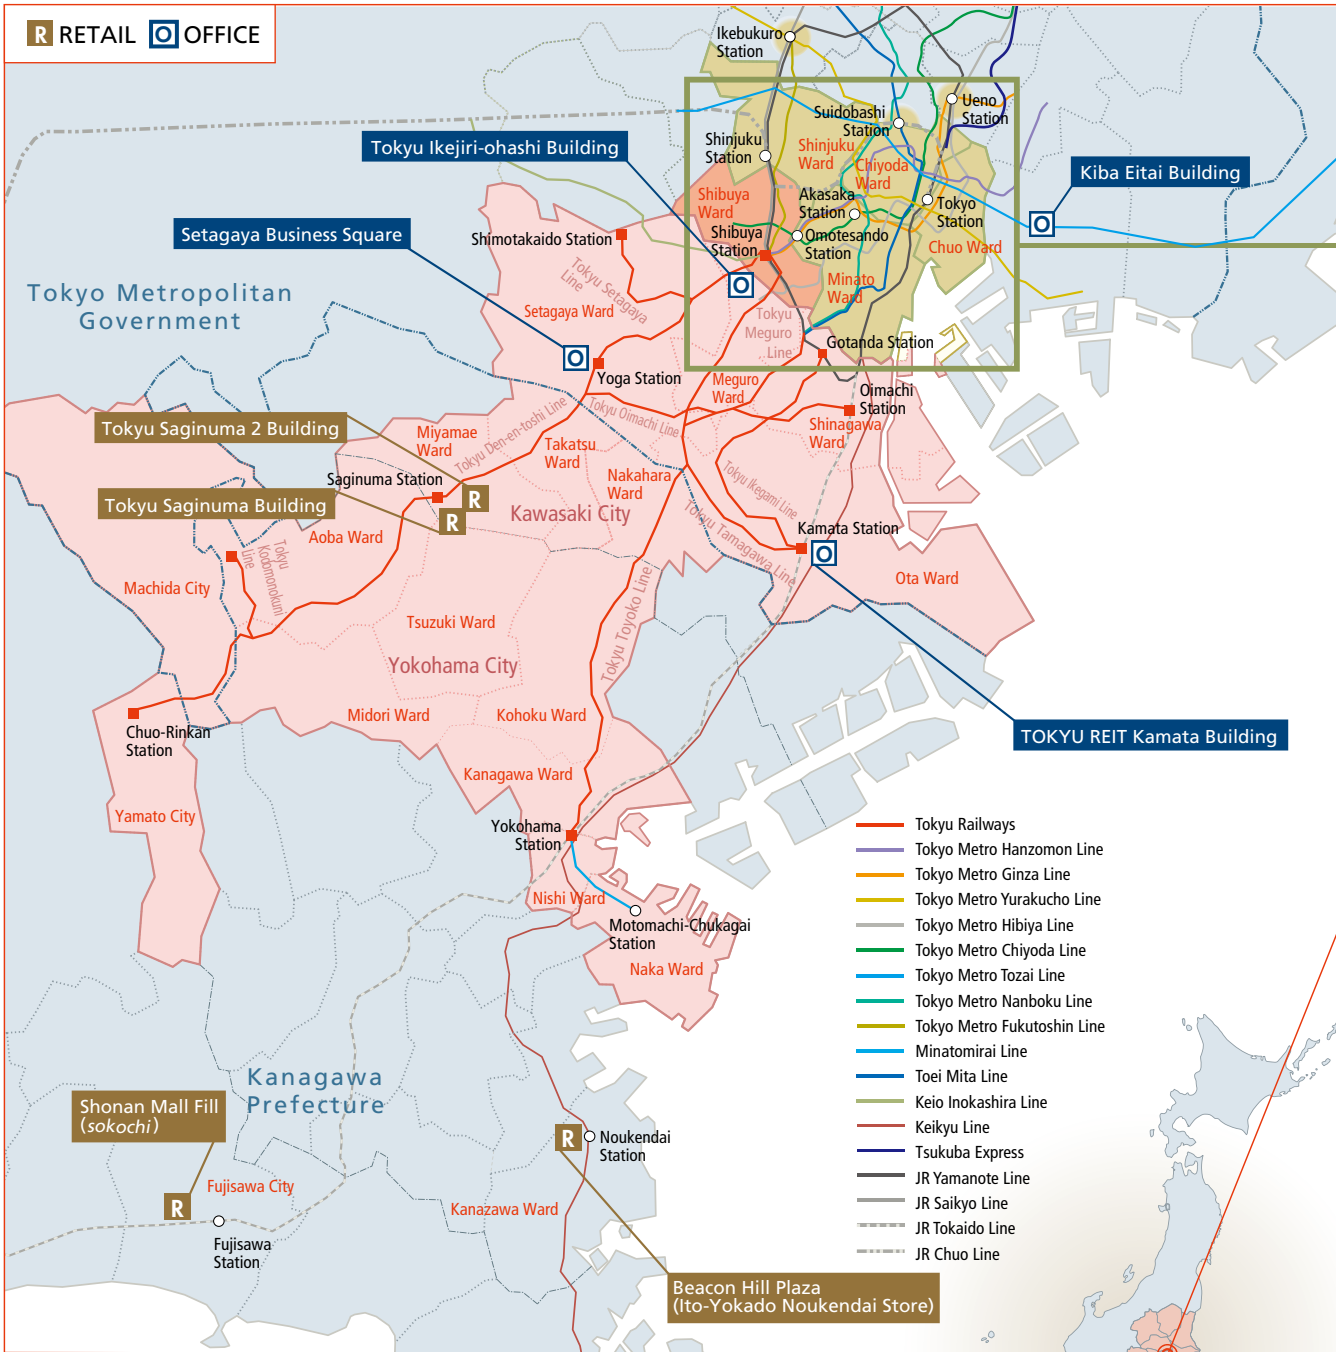 R RETAIL O OFFICE
Ikebukuro
Station
Ueno
Station
Suidobashi
Station
Tokyu Ikejiri-ohashi Building
Shinjuku
Station
Shinjuku
Ward
Chiyoda
Ward
Kiba Eitai Building
Shibuya
Ward
Akasaka
Station
Tokyo
Station
O
Setagaya Business Square
Shimotakaido Station
Shibuya
Station
Omotesando
Station
Chuo Ward
Tokyu Setagaya
Line
O
Minato
Ward
Tokyo Metropolitan
Government
Setagaya Ward
Tokyu
Meguro
Line
Gotanda Station
O
Yoga Station
Meguro
Ward
Oimachi
Station
Tokyu Saginuma 2 Building
Miyamae
Ward
Tokyu Den-en-toshi Line
Tokyu Oimachi Line
Shinagawa
Ward
Takatsu
Ward
Saginuma Station
Nakahara
Ward
Tokyu Ikegami Line
Tokyu Saginuma Building
R
R
Kawasaki City
Tokyu Tamagawa Line
Kamata Station
O
Aoba Ward
Tokyu
Kodomonokuni
Line
Machida City
Ota Ward
Tokyu Toyoko Line
Tsuzuki Ward
Yokohama City
Midori Ward
Kohoku Ward
Chuo-Rinkan
Station
TOKYU REIT Kamata Building
Kanagawa Ward
Yamato City
Yokohama
Station
Nishi Ward
Motomachi-Chukagai
Station
Naka Ward
Tokyu Railways
Tokyo Metro Hanzomon Line
Tokyo Metro Ginza Line
Tokyo Metro Yurakucho Line
Tokyo Metro Hibiya Line
Tokyo Metro Chiyoda Line
Tokyo Metro Tozai Line
Tokyo Metro Nanboku Line
Tokyo Metro Fukutoshin Line
Minatomirai Line
Toei Mita Line
Keio Inokashira Line
Keikyu Line
Tsukuba Express
JR Yamanote Line
JR Saikyo Line
JR Tokaido Line
JR Chuo Line
Kanagawa
Prefecture
Shonan Mall Fill
(sokochi)
R
Noukendai
Station
Fujisawa City
R
Kanazawa Ward
Fujisawa
Station
Beacon Hill Plaza
(Ito-Yokado Noukendai Store)